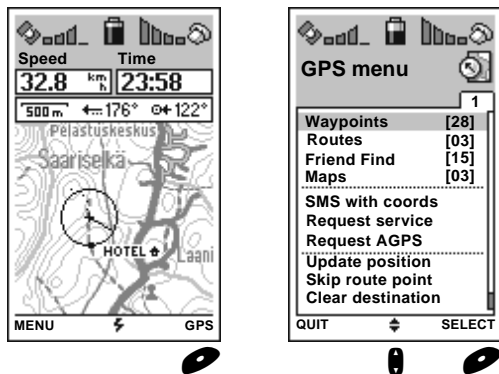 Speed Time
32.8 km/h 23:58
500 m 176° 122°
Pelastuskeskus
Saariselkä
HOTEL
Laani
MENU GPS
GPS menu
1
Waypoints [28]
Routes [03]
Friend Find [15]
Maps [03]
SMS with coords
Request service
Request AGPS
Update position
Skip route point
Clear destination
QUIT SELECT